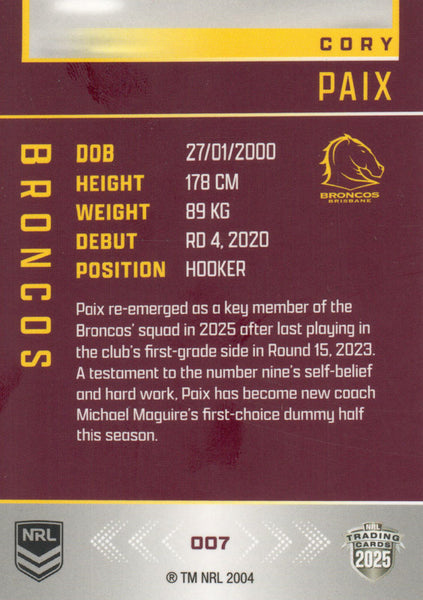 CORY
PAIX
BRONCOS
DOB 27/01/2000
HEIGHT 178 CM
WEIGHT 89 KG
DEBUT RD 4, 2020
POSITION HOOKER
BRONCOS
BRISBANE
Paix re-emerged as a key member of the
Broncos' squad in 2025 after last playing in
the club's first-grade side in Round 15, 2023.
A testament to the number nine's self-belief
and hard work, Paix has become new coach
Michael Maguire's first-choice dummy half
this season.
NRL
007
® TM NRL 2004
NRL
TRADING
CARDS
2025